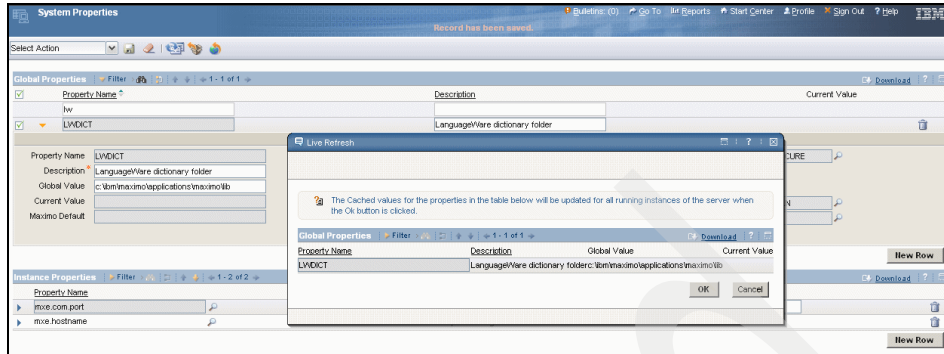 System Properties
Bulletins: (0) Go To Reports Start Center Profile Sign Out ? Help IBM
Record has been saved.
Select Action
Global Properties Filter 1 - 1 of 1 Download ?
Property Name Description Current Value
lw
LWDICT LanguageWare dictionary folder
Live Refresh ?
Property Name LWDICT CURE
Description * LanguageWare dictionary folder
Global Value c:\ibm\maximo\applications\maximo\lib
Current Value N
Maximo Default
The Cached values for the properties in the table below will be updated for all running instances of the server when
the Ok button is clicked.
Global Properties Filter 1 - 1 of 1 Download ?
Property Name Description Global Value Current Value
LWDICT LanguageWare dictionary folder c:\ibm\maximo\applications\maximo\lib
OK Cancel
New Row
Instance Properties Filter 1 - 2 of 2 Download ?
Property Name
mxe.com.port
mxe.hostname
New Row